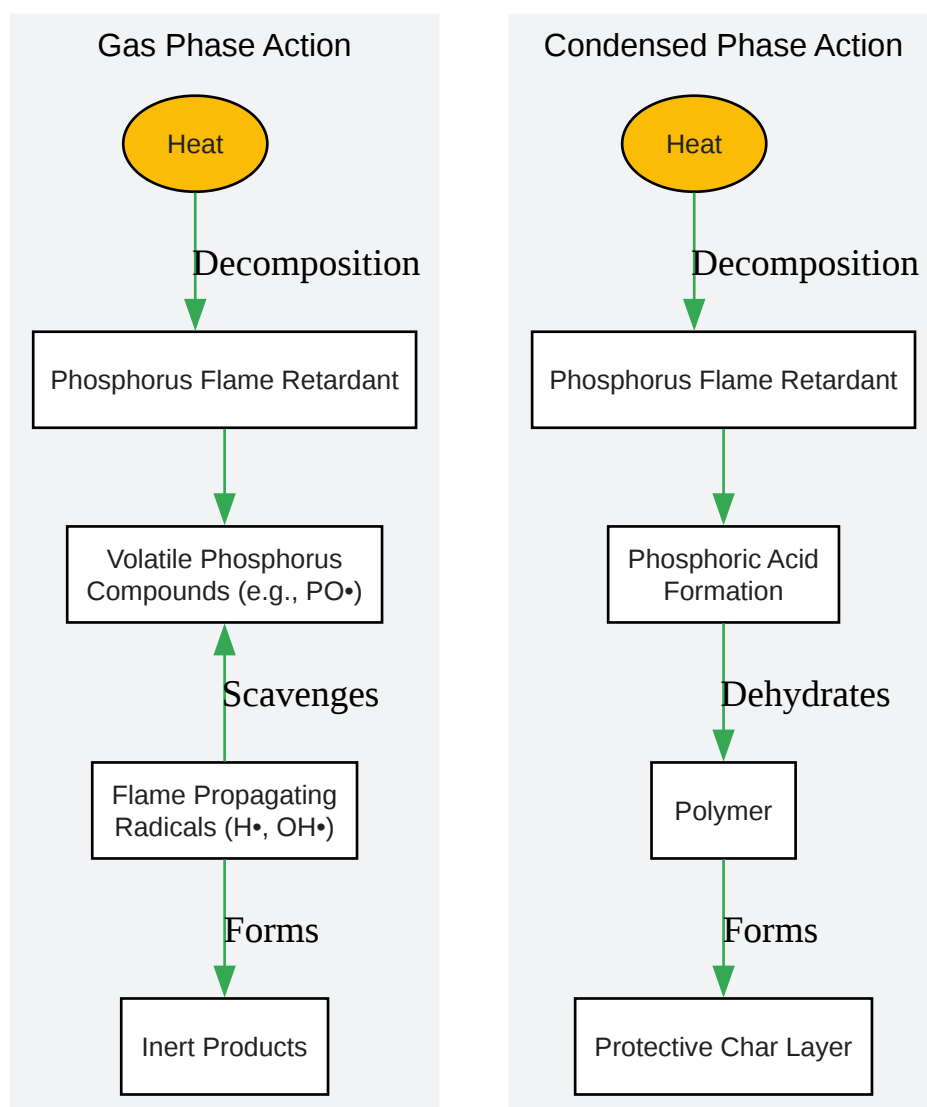 Gas Phase Action
Heat
Decomposition
Phosphorus Flame Retardant
Volatile Phosphorus
Compounds (e.g., PO•)
Scavenges
Flame Propagating
Radicals (H•, OH•)
Forms
Inert Products
Condensed Phase Action
Heat
Decomposition
Phosphorus Flame Retardant
Phosphoric Acid
Formation
Dehydrates
Polymer
Forms
Protective Char Layer